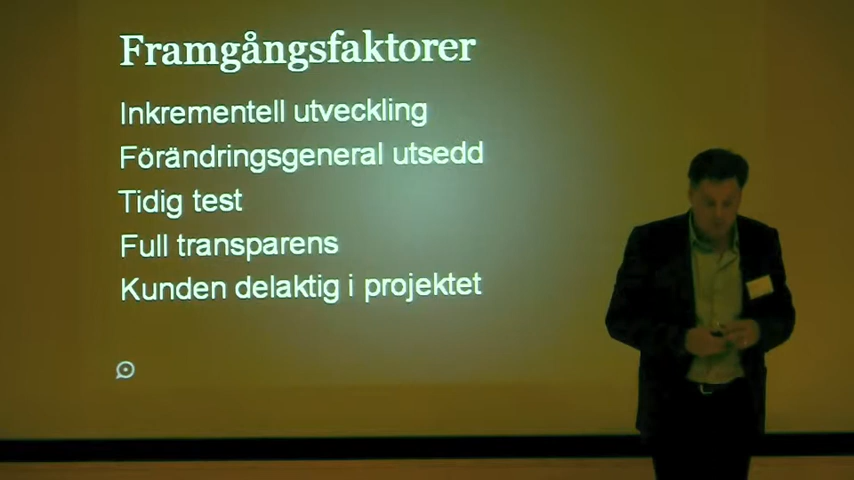 Framgångsfaktorer
Inkrementell utveckling
Förändringsgeneral utsedd
Tidig test
Full transparens
Kunden delaktig i projektet